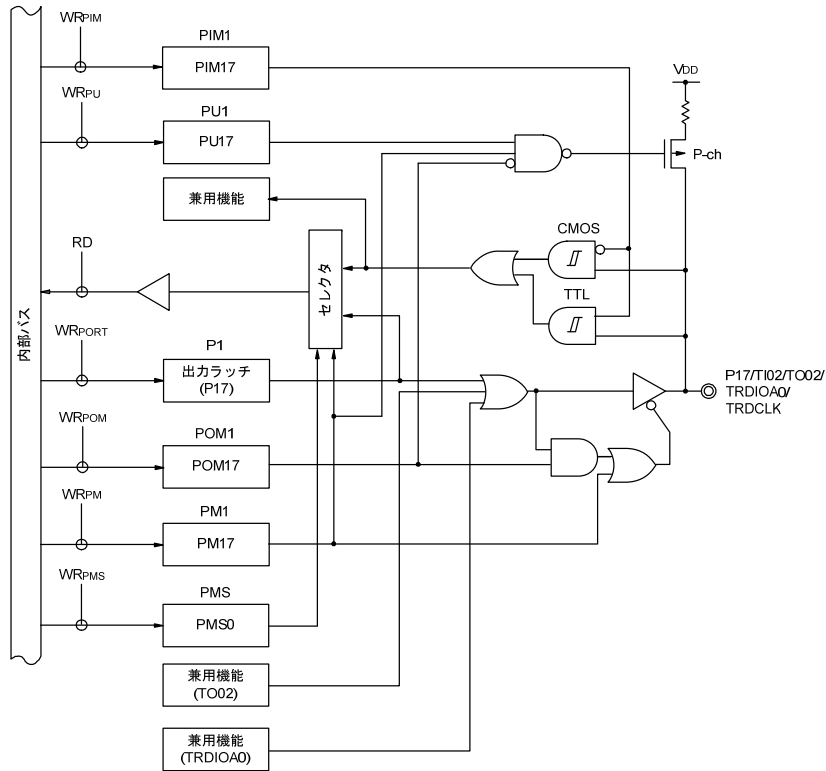 WRPIM
PIM1
PIM17
WRPU
PU1
PU17
VDD
P-ch
兼用機能
CMOS
RD
セレクタ
TTL
内部バス
WRPORT
P1
出力ラッチ
(P17)
P17/TI02/TO02/
TRDIOA0/
TRDCLK
WRPOM
POM1
POM17
WRPM
PM1
PM17
WRPMS
PMS
PMS0
兼用機能
(TO02)
兼用機能
(TRDIOA0)